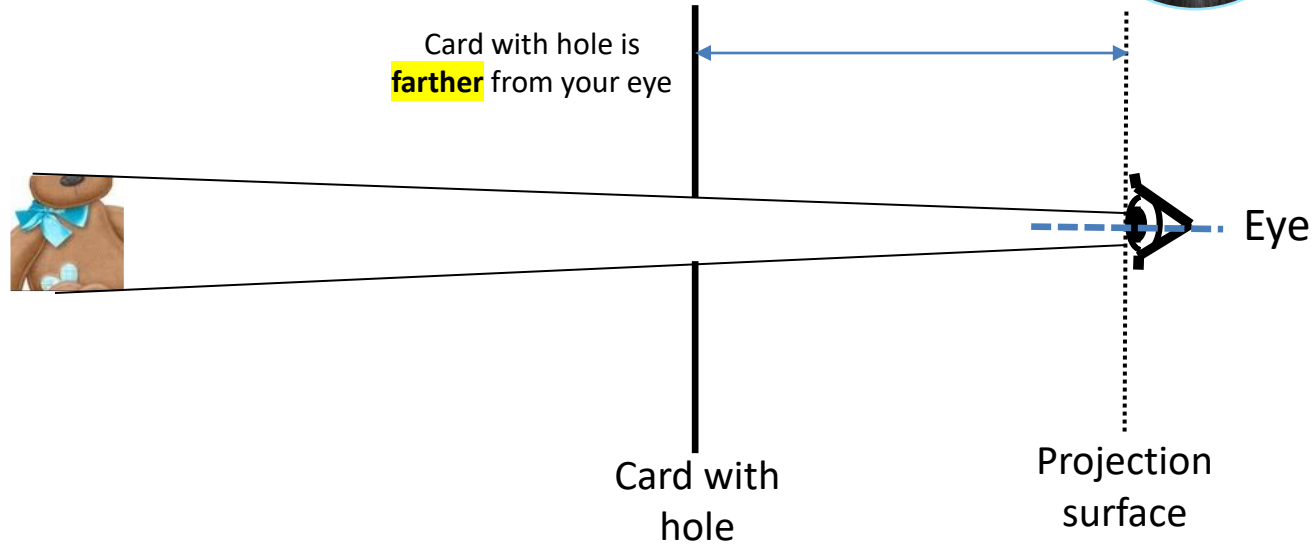 Card with hole is
farther from your eye
Eye
Card with
hole
Projection
surface